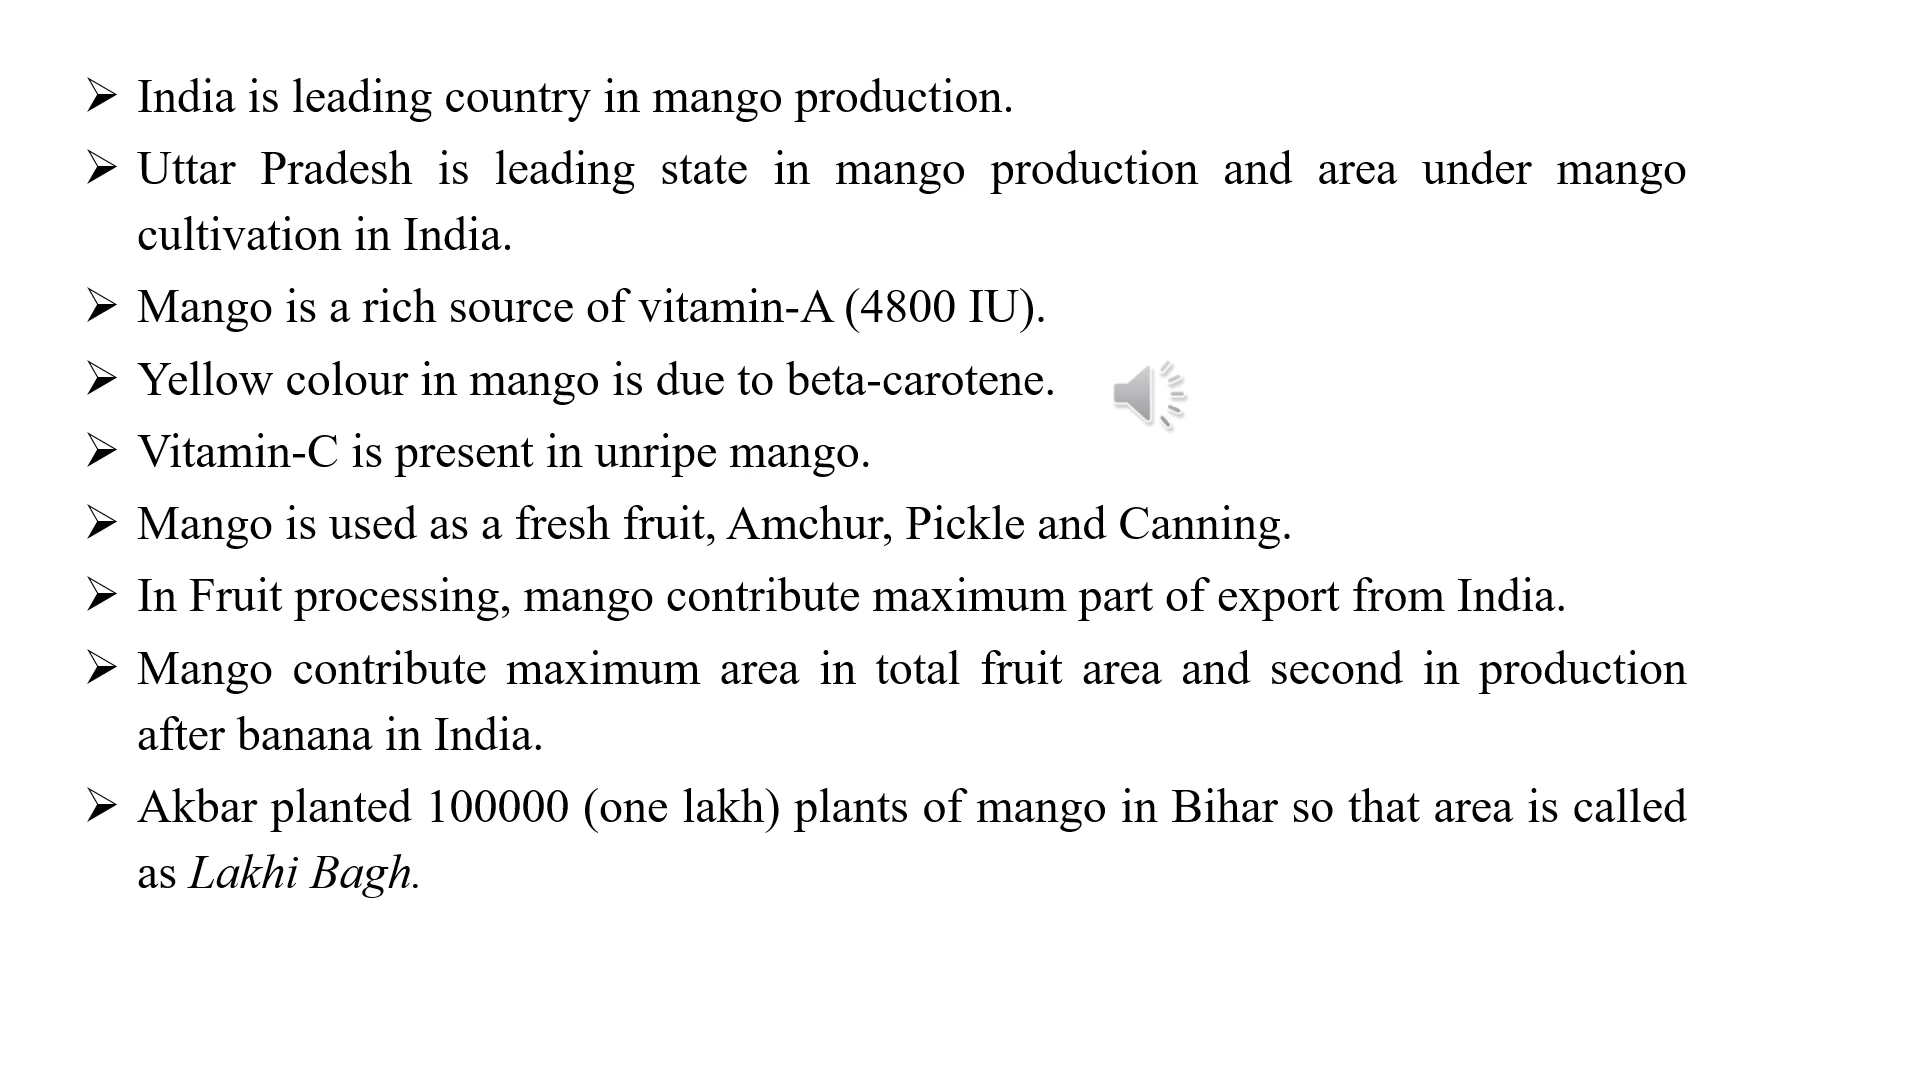 ➢ India is leading country in mango production.
➢ Uttar Pradesh is leading state in mango production and area under mango
cultivation in India.
➢ Mango is a rich source of vitamin-A (4800 IU).
➢ Yellow colour in mango is due to beta-carotene.
➢ Vitamin-C is present in unripe mango.
➢ Mango is used as a fresh fruit, Amchur, Pickle and Canning.
➢ In Fruit processing, mango contribute maximum part of export from India.
➢ Mango contribute maximum area in total fruit area and second in production
after banana in India.
➢ Akbar planted 100000 (one lakh) plants of mango in Bihar so that area is called
as Lakhi Bagh.